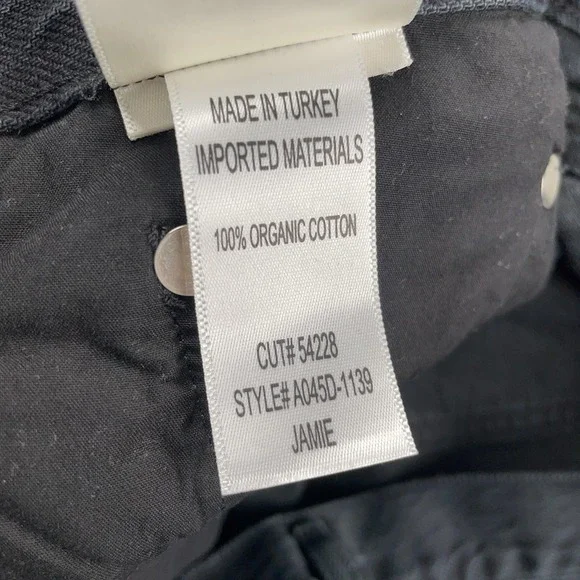 MADE IN TURKEY
IMPORTED MATERIALS
100% ORGANIC COTTON
CUT# 54228
STYLE# A045D-1139
JAMIE